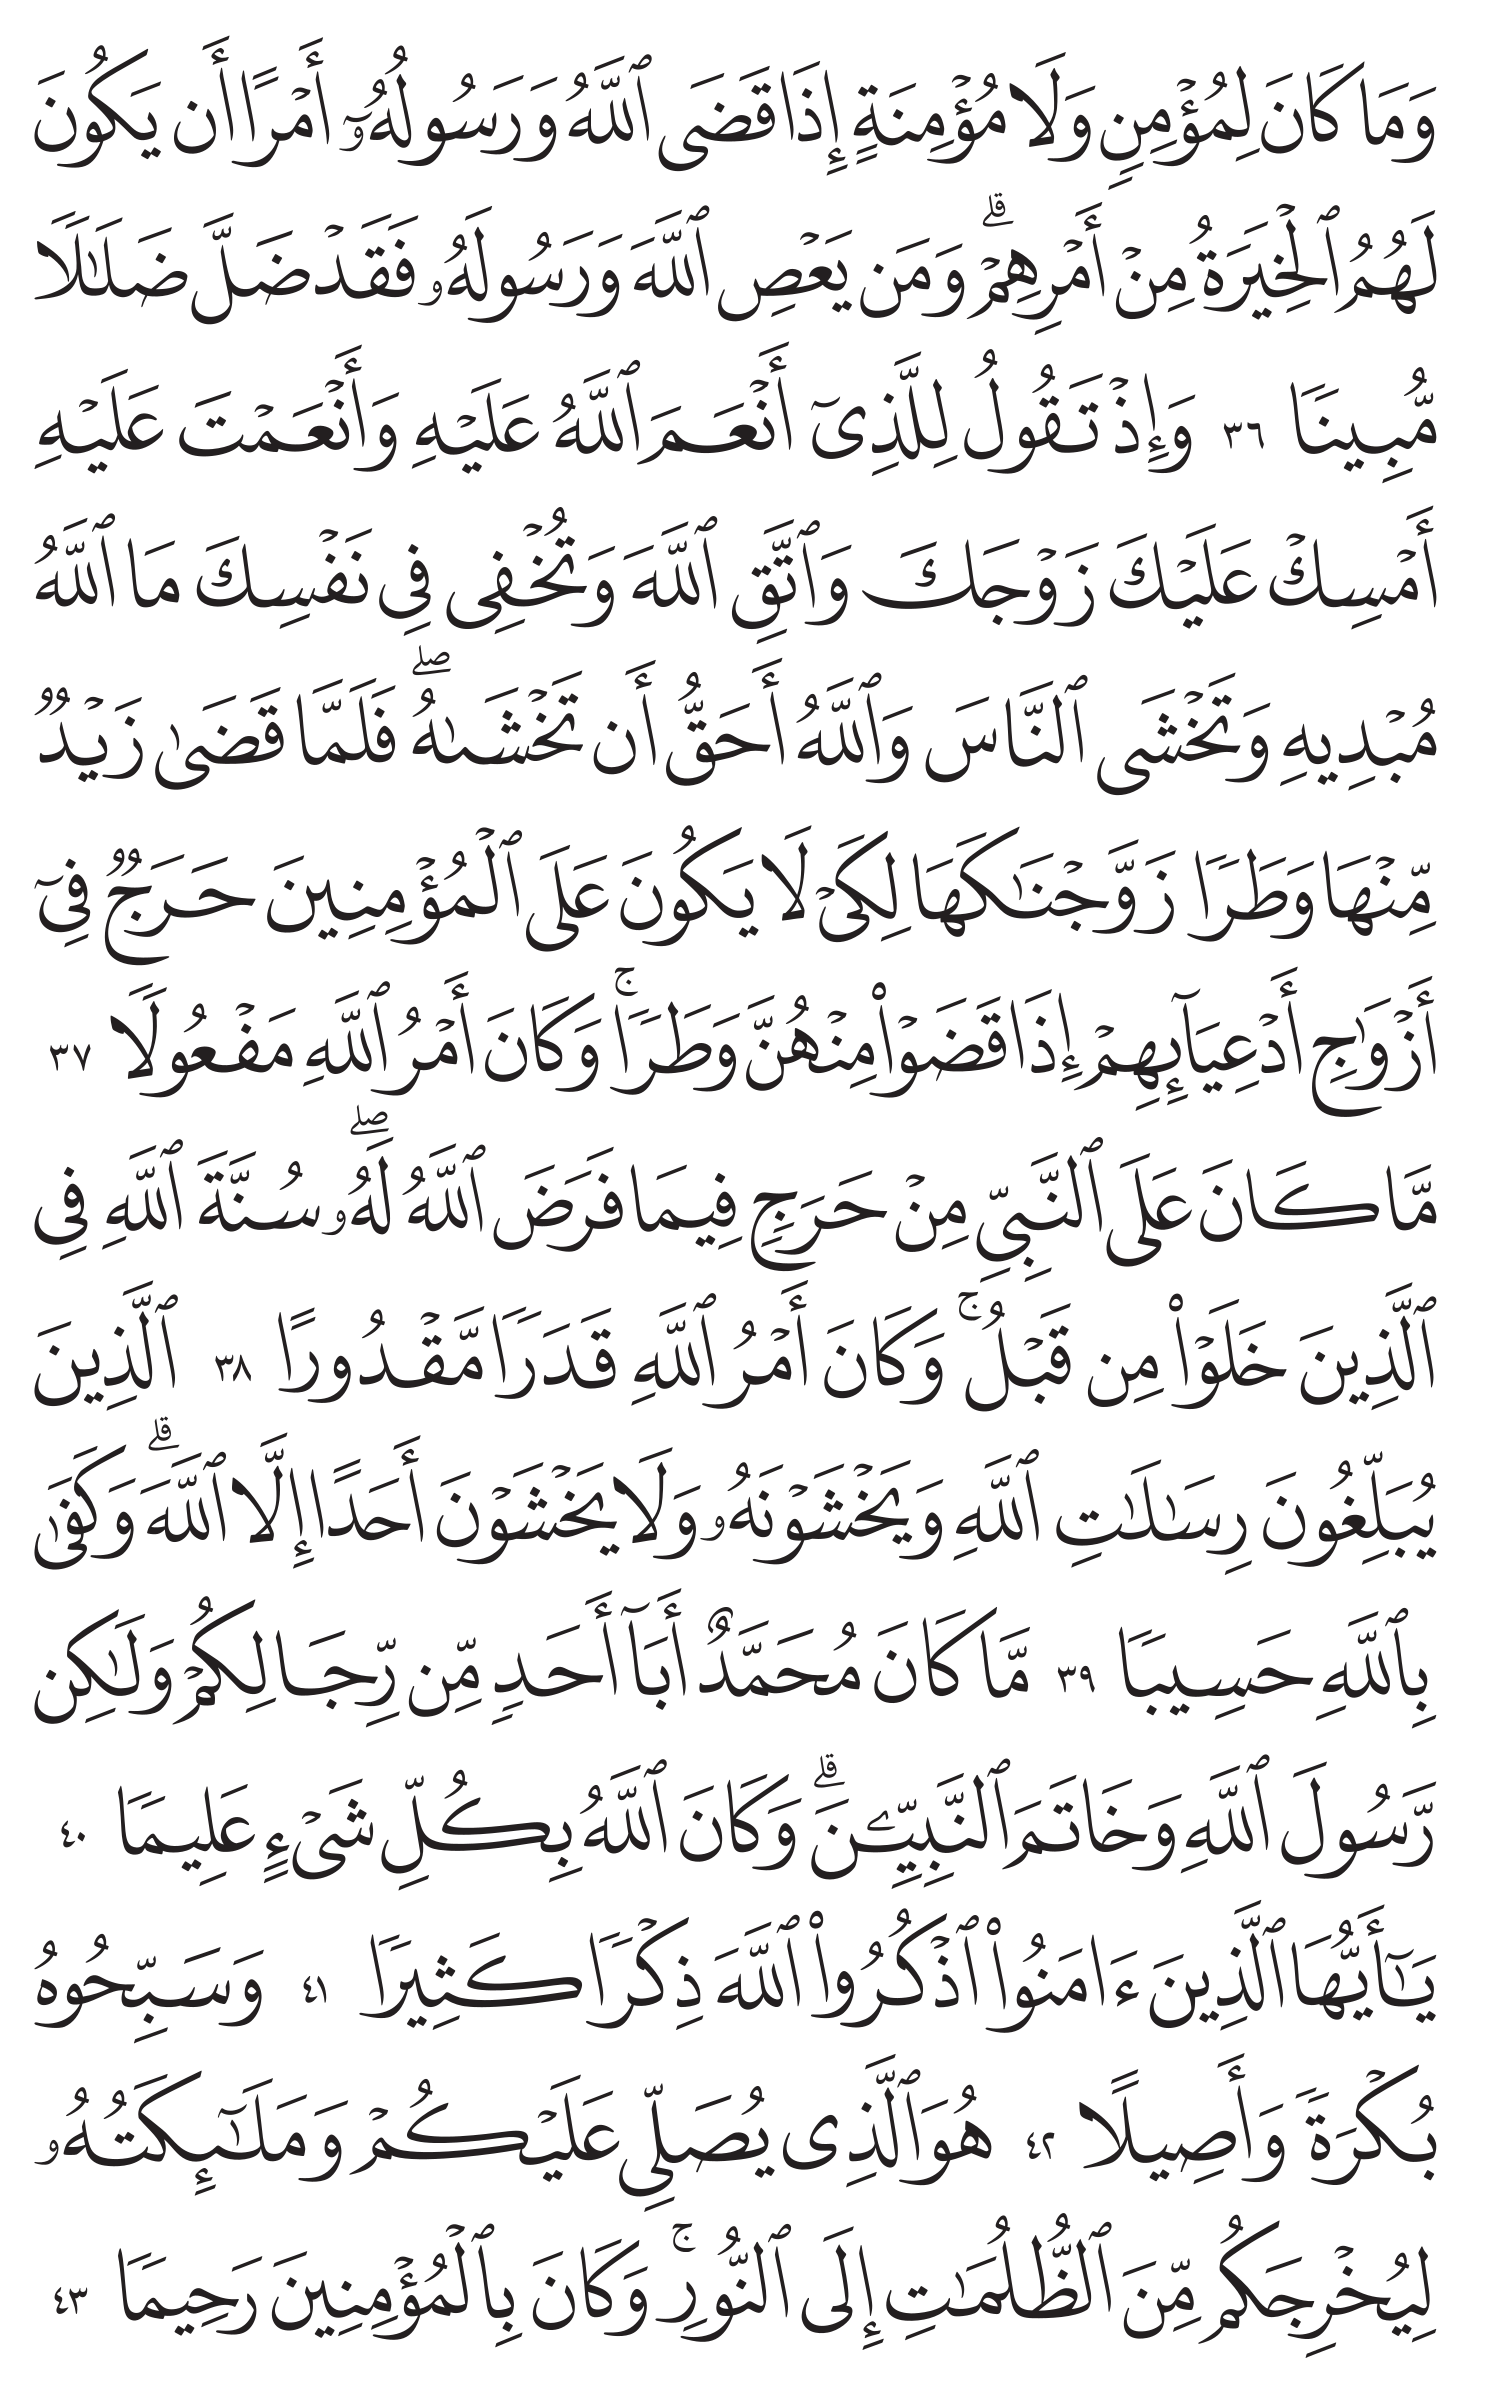 وَمَا كَانَ لِمُؤۡمِنٖ وَلَا مُؤۡمِنَةٍ إِذَا قَضَى ٱللَّهُ وَرَسُولُهُۥٓ أَمۡرًا أَن يَكُونَ
لَهُمُ ٱلۡخِيَرَةُ مِنۡ أَمۡرِهِمۡۗ وَمَن يَعۡصِ ٱللَّهَ وَرَسُولَهُۥ فَقَدۡ ضَلَّ ضَلَٰلٗا
مُّبِينٗا ٣٦ وَإِذۡ تَقُولُ لِلَّذِيٓ أَنۡعَمَ ٱللَّهُ عَلَيۡهِ وَأَنۡعَمۡتَ عَلَيۡهِ
أَمۡسِكۡ عَلَيۡكَ زَوۡجَكَ وَٱتَّقِ ٱللَّهَ وَتُخۡفِي فِي نَفۡسِكَ مَا ٱللَّهُ
مُبۡدِيهِ وَتَخۡشَى ٱلنَّاسَ وَٱللَّهُ أَحَقُّ أَن تَخۡشَىٰهُۖ فَلَمَّا قَضَىٰ زَيۡدٞ
مِّنۡهَا وَطَرٗا زَوَّجۡنَٰكَهَا لِكَيۡ لَا يَكُونَ عَلَى ٱلۡمُؤۡمِنِينَ حَرَجٞ فِيٓ
أَزۡوَٰجِ أَدۡعِيَآئِهِمۡ إِذَا قَضَوۡاْ مِنۡهُنَّ وَطَرٗاۚ وَكَانَ أَمۡرُ ٱللَّهِ مَفۡعُولٗا ٣٧
مَّا كَانَ عَلَى ٱلنَّبِيِّ مِنۡ حَرَجٖ فِيمَا فَرَضَ ٱللَّهُ لَهُۥۖ سُنَّةَ ٱللَّهِ فِي
ٱلَّذِينَ خَلَوۡاْ مِن قَبۡلُۚ وَكَانَ أَمۡرُ ٱللَّهِ قَدَرٗا مَّقۡدُورًا ٣٨ ٱلَّذِينَ
يُبَلِّغُونَ رِسَٰلَٰتِ ٱللَّهِ وَيَخۡشَوۡنَهُۥ وَلَا يَخۡشَوۡنَ أَحَدًا إِلَّا ٱللَّهَۗ وَكَفَىٰ
بِٱللَّهِ حَسِيبٗا ٣٩ مَّا كَانَ مُحَمَّدٌ أَبَآ أَحَدٖ مِّن رِّجَالِكُمۡ وَلَٰكِن
رَّسُولَ ٱللَّهِ وَخَاتَمَ ٱلنَّبِيِّـۧنَۗ وَكَانَ ٱللَّهُ بِكُلِّ شَيۡءٍ عَلِيمٗا ٤٠
يَٰٓأَيُّهَا ٱلَّذِينَ ءَامَنُواْ ٱذۡكُرُواْ ٱللَّهَ ذِكۡرٗا كَثِيرٗا ٤١ وَسَبِّحُوهُ
بُكۡرَةٗ وَأَصِيلًا ٤٢ هُوَ ٱلَّذِي يُصَلِّي عَلَيۡكُمۡ وَمَلَٰٓئِكَتُهُۥ
لِيُخۡرِجَكُم مِّنَ ٱلظُّلُمَٰتِ إِلَى ٱلنُّورِۚ وَكَانَ بِٱلۡمُؤۡمِنِينَ رَحِيمٗا ٤٣